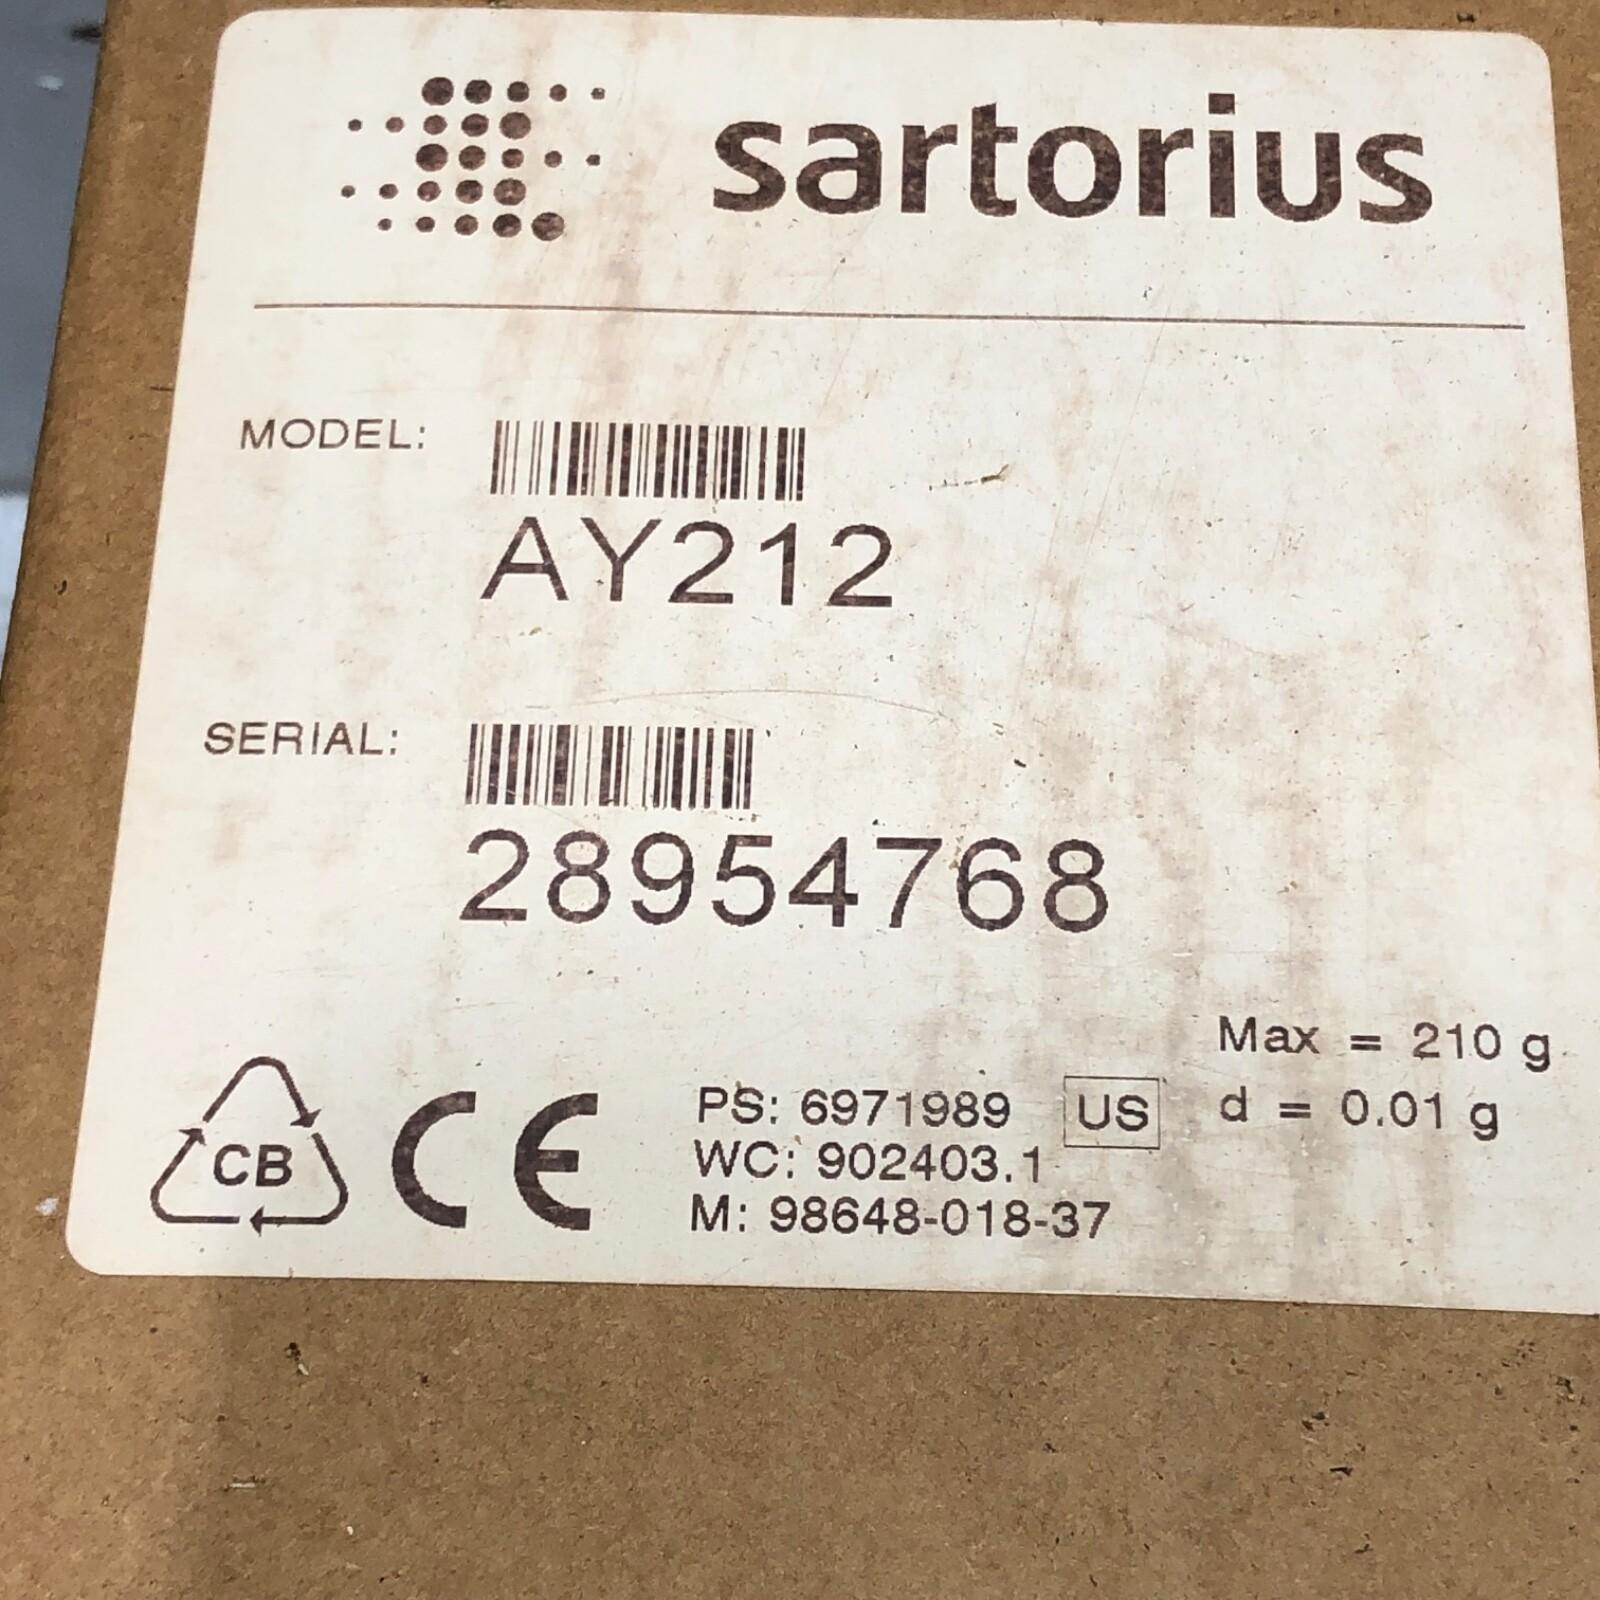 sartorius
MODEL:
AY212
SERIAL:
28954768
Max = 210 g
d = 0.01 g
PS: 6971989 US
WC: 902403.1
M: 98648-018-37
CB CE